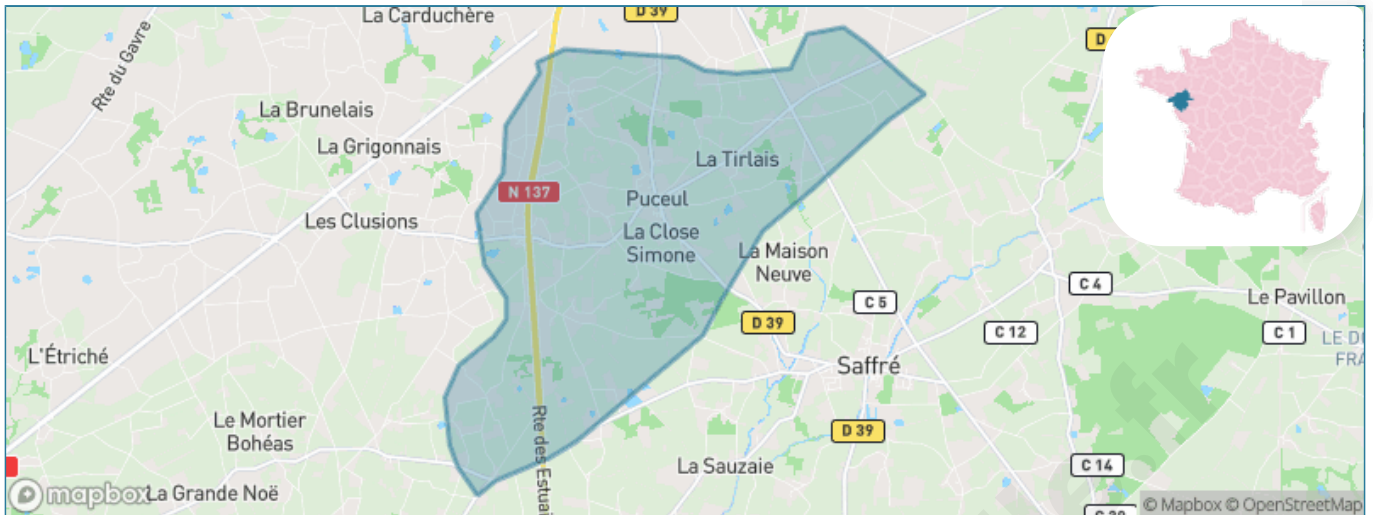 La Carduchère
D 39
D
Rte du Gavre
La Brunelais
La Grigonnais
La Tirlais
N 137
Puceul
Les Clusions
La Close
Simone
La Maison
Neuve
C 4
C 5
Le Pavillon
D 39
C 12
C 1
L'Étriché
Saffré
LE DO
FRA
Le Mortier
Bohéas
Rte des Estuai
D 39
La Sauzaie
C 14
mapbox
La Grande Noë
© Mapbox © OpenStreetMap